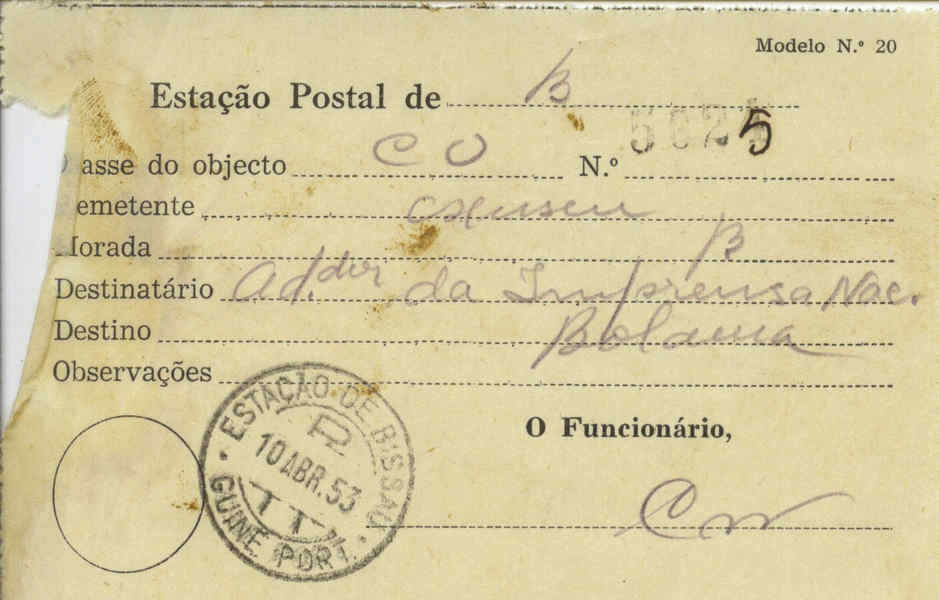 Modelo N.º 20
Estação Postal de B
asse do objecto CO N.º 5025
emetente
orada B
Destinatário Ad.dor da Imprensa Nac.
Destino Bolama
Observações
O Funcionário,
ESTAÇÃO DE BISSAU
R
10 ABR. 53
GUINÉ PORT.